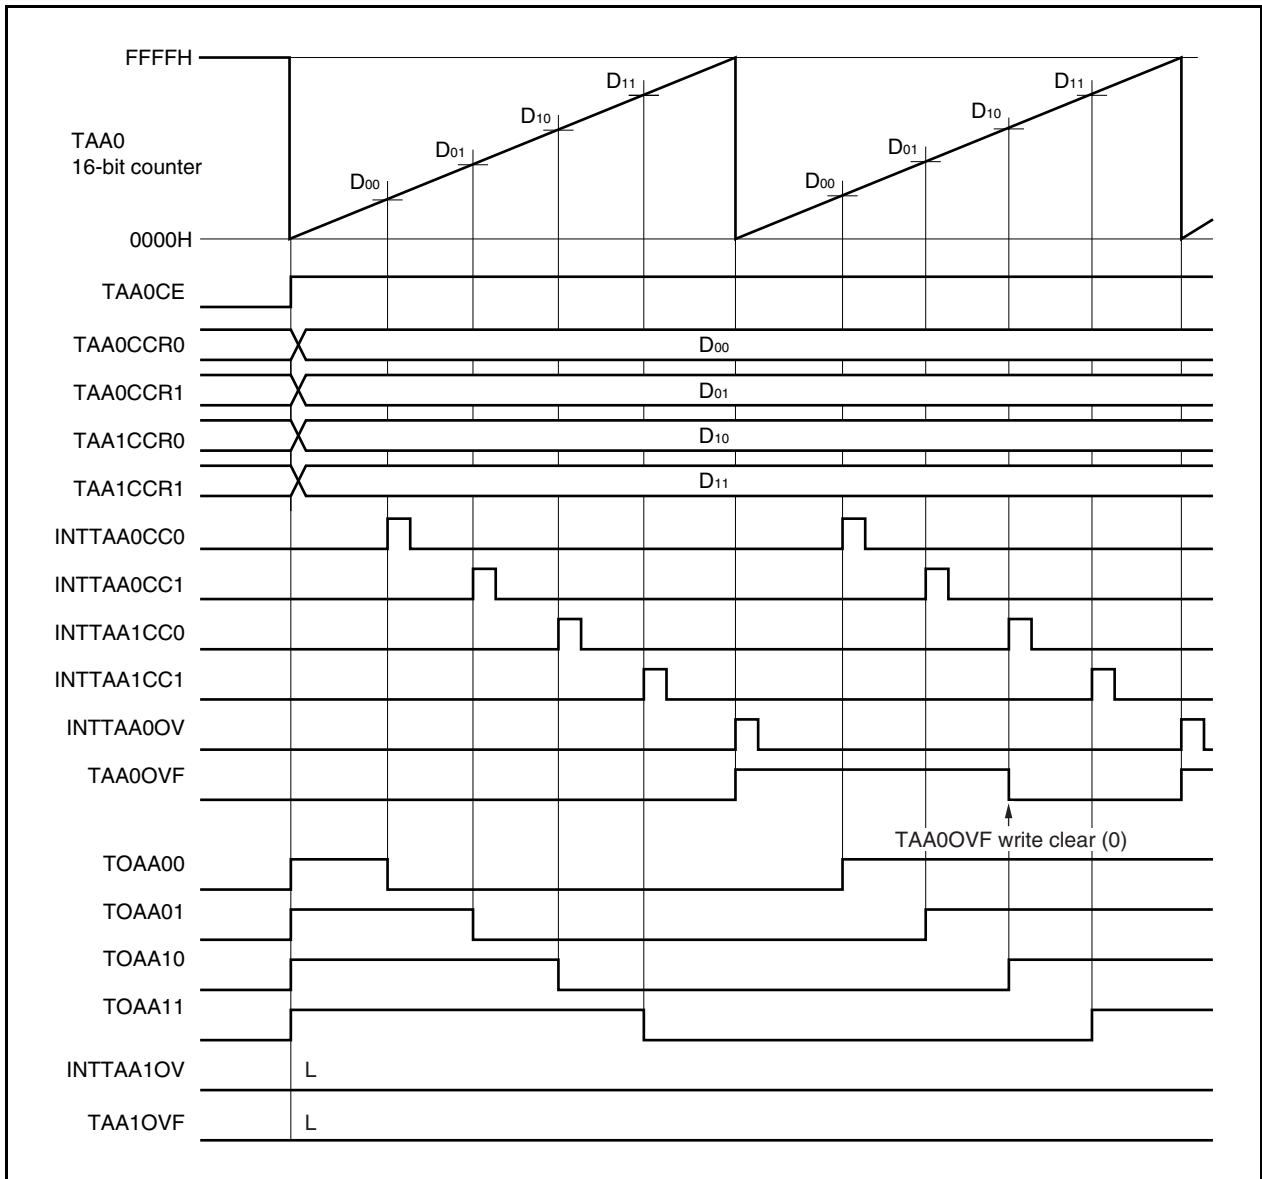 FFFFH
D11 D11
D10 D10
TAA0
16-bit counter
D01 D01
D00 D00
0000H
TAA0CE
TAA0CCR0 D00
TAA0CCR1 D01
TAA1CCR0 D10
TAA1CCR1 D11
INTTAA0CC0
INTTAA0CC1
INTTAA1CC0
INTTAA1CC1
INTTAA0OV
TAA0OVF
TAA0OVF write clear (0)
TOAA00
TOAA01
TOAA10
TOAA11
INTTAA1OV L
TAA1OVF L